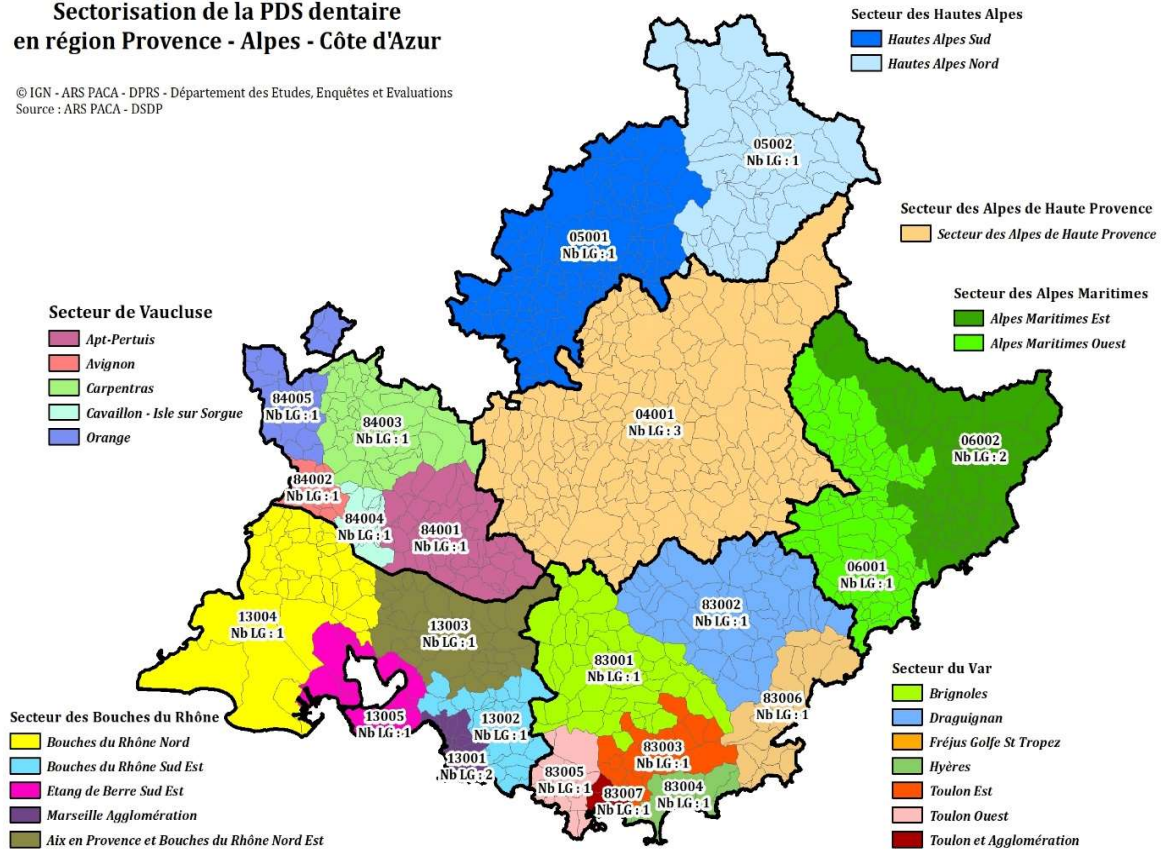 Sectorisation de la PDS dentaire
en région Provence - Alpes - Côte d'Azur
© IGN - ARS PACA - DPRS - Département des Etudes, Enquêtes et Evaluations
Source : ARS PACA - DSDP
Secteur des Hautes Alpes
Hautes Alpes Sud
Hautes Alpes Nord
Secteur des Alpes de Haute Provence
Secteur des Alpes de Haute Provence
Secteur des Alpes Maritimes
Alpes Maritimes Est
Alpes Maritimes Ouest
Secteur de Vaucluse
Apt-Pertuis
Avignon
Carpentras
Cavaillon - Isle sur Sorgue
Orange
05002
Nb LG : 1
05001
Nb LG : 1
84005
Nb LG : 1
84003
Nb LG : 1
04001
Nb LG : 3
06002
Nb LG : 2
84002
Nb LG : 1
84004
Nb LG : 1
84001
Nb LG : 1
06001
Nb LG : 1
13004
Nb LG : 1
13003
Nb LG : 1
83002
Nb LG : 1
83001
Nb LG : 1
83006
Nb LG : 1
13005
Nb LG : 1
13002
Nb LG : 1
13001
Nb LG : 2
83003
Nb LG : 1
83005
Nb LG : 1
83007
Nb LG : 1
83004
Nb LG : 1
Secteur des Bouches du Rhône
Bouches du Rhône Nord
Bouches du Rhône Sud Est
Etang de Berre Sud Est
Marseille Agglomération
Aix en Provence et Bouches du Rhône Nord Est
Secteur du Var
Brignoles
Draguignan
Fréjus Golfe St Tropez
Hyères
Toulon Est
Toulon Ouest
Toulon et Agglomération